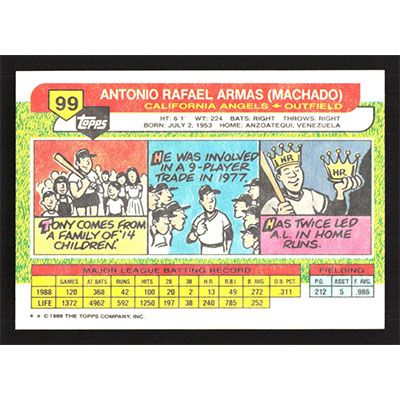 99
Topps
ANTONIO RAFAEL ARMAS (MACHADO)
CALIFORNIA ANGELS OUTFIELD
HT: 6'1" WT: 224 BATS: RIGHT THROWS: RIGHT
BORN: JULY 2, 1953 HOME: ANZOATEQUI, VENEZUELA
TONY COMES FROM
A FAMILY OF 14
CHILDREN.
HE WAS INVOLVED
IN A 9-PLAYER
TRADE IN 1977.
H.R.
H.R.
HAS TWICE LED
A.L. IN HOME
RUNS.
MAJOR LEAGUE BATTING RECORD FIELDING
GAMES AT BATS RUNS HITS 2B 3B HR RBI AVG P.O. ASST F. AVG.
1988 120 368 42 100 20 2 13 49 .272 .311 212 5 .986
LIFE 1372 4962 592 1250 197 38 240 785 .252
* * © 1989 THE TOPPS COMPANY, INC.